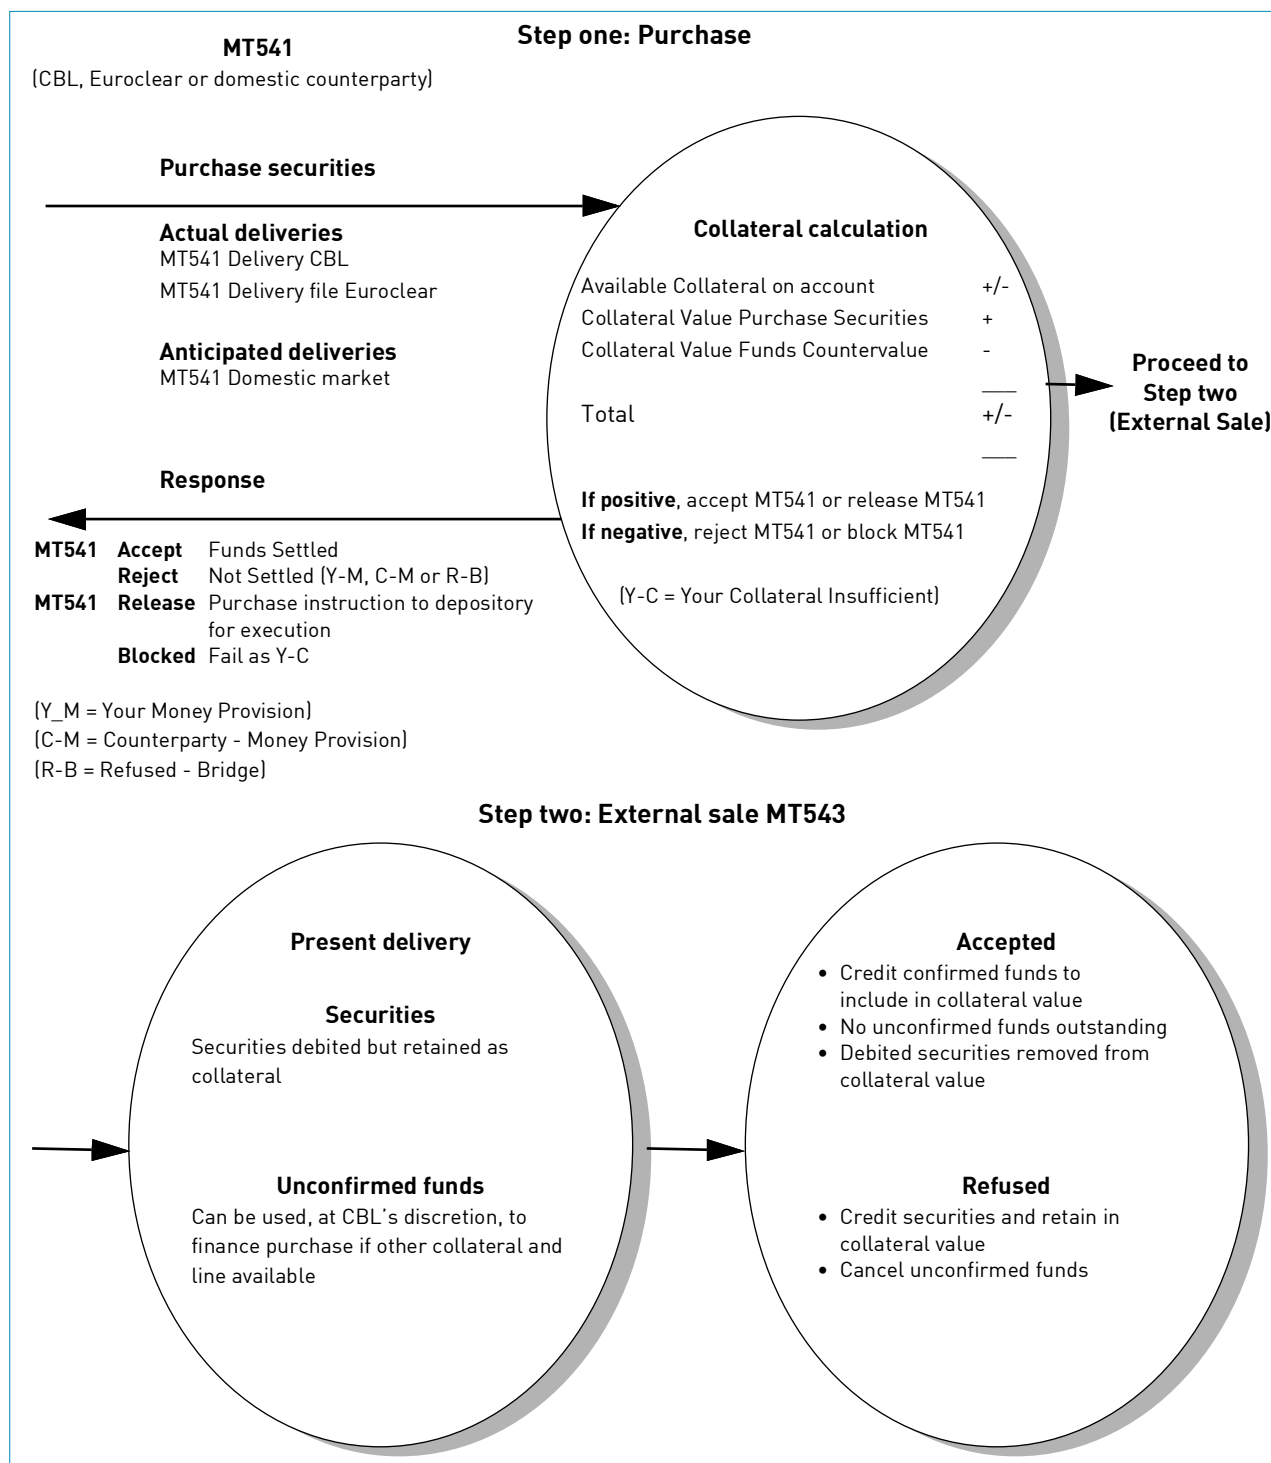 Step one: Purchase
MT541
(CBL, Euroclear or domestic counterparty)
Purchase securities
Actual deliveries
MT541 Delivery CBL
MT541 Delivery file Euroclear
Anticipated deliveries
MT541 Domestic market
Response
MT541 Accept Funds Settled
Reject Not Settled (Y-M, C-M or R-B)
MT541 Release Purchase instruction to depository
for execution
Blocked Fail as Y-C
(Y_M = Your Money Provision)
(C-M = Counterparty - Money Provision)
(R-B = Refused - Bridge)
Collateral calculation
Available Collateral on account +/-
Collateral Value Purchase Securities +
Collateral Value Funds Countervalue -
___
Total +/-
___
If positive, accept MT541 or release MT541
If negative, reject MT541 or block MT541
(Y-C = Your Collateral Insufficient)
Proceed to
Step two
(External Sale)
Step two: External sale MT543
Present delivery
Securities
Securities debited but retained as
collateral
Unconfirmed funds
Can be used, at CBL's discretion, to
finance purchase if other collateral and
line available
Accepted
• Credit confirmed funds to
include in collateral value
• No unconfirmed funds outstanding
• Debited securities removed from
collateral value
Refused
• Credit securities and retain in
collateral value
• Cancel unconfirmed funds